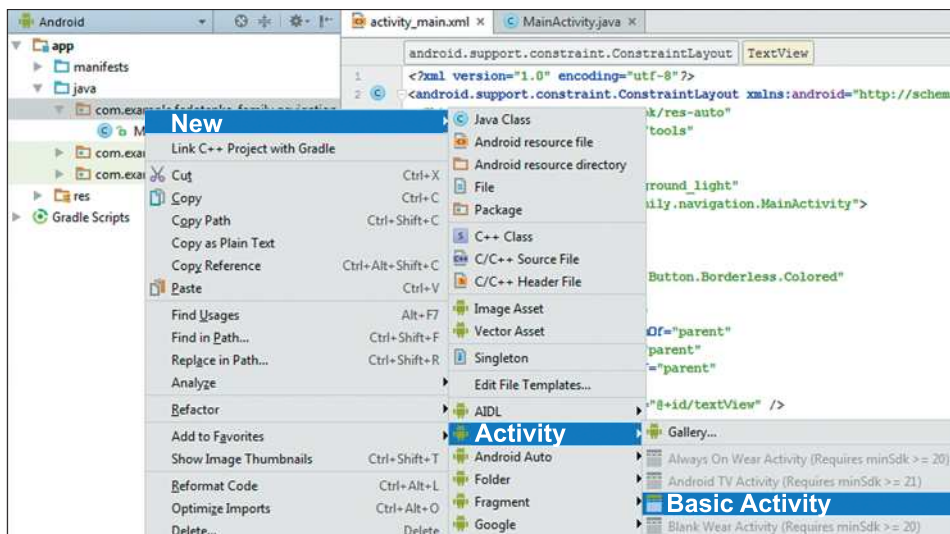 Android
activity_main.xml ×
MainActivity.java ×
app
manifests
java
M
com.exa
com.exa
res
Gradle Scripts
android.support.constraint.ConstraintLayout TextView
1 <?xml version="1.0" encoding="utf-8"?>
2 <android.support.constraint.ConstraintLayout xmlns:android="http://schem
k/res-auto"
tools"
ground_light"
ily.navigation.MainActivity">
Button.Borderless.Colored"
Of="parent"
parent"
="parent"
"@+id/textView" />
New
Link C++ Project with Gradle
Cut Ctrl+X
Copy Ctrl+C
Copy Path Ctrl+Shift+C
Copy as Plain Text
Copy Reference Ctrl+Alt+Shift+C
Paste Ctrl+V
Find Usages Alt+F7
Find in Path... Ctrl+Shift+F
Replace in Path... Ctrl+Shift+R
Analyze
Refactor
Add to Favorites
Show Image Thumbnails Ctrl+Shift+T
Reformat Code Ctrl+Alt+L
Optimize Imports Ctrl+Alt+O
Delete... Delete
Java Class
Android resource file
Android resource directory
File
Package
C++ Class
C/C++ Source File
C/C++ Header File
Image Asset
Vector Asset
Singleton
Edit File Templates...
AIDL
Activity
Android Auto
Folder
Fragment
Google
Gallery...
Always On Wear Activity (Requires minSdk >= 20)
Android TV Activity (Requires minSdk >= 21)
Basic Activity
Blank Wear Activity (Requires minSdk >= 20)